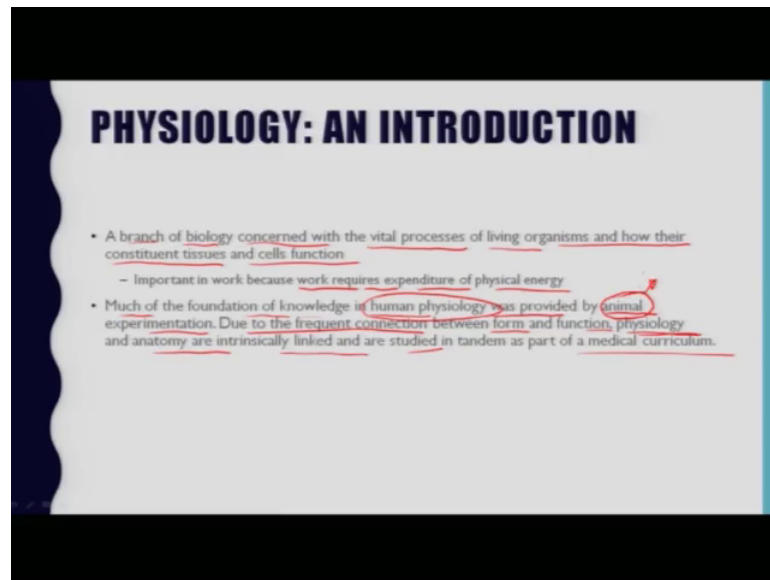 PHYSIOLOGY: AN INTRODUCTION
• A branch of biology concerned with the vital processes of living organisms and how their
constituent tissues and cells function
– Important in work because work requires expenditure of physical energy
• Much of the foundation of knowledge in human physiology was provided by animal
experimentation. Due to the frequent connection between form and function, physiology
and anatomy are intrinsically linked and are studied in tandem as part of a medical curriculum.